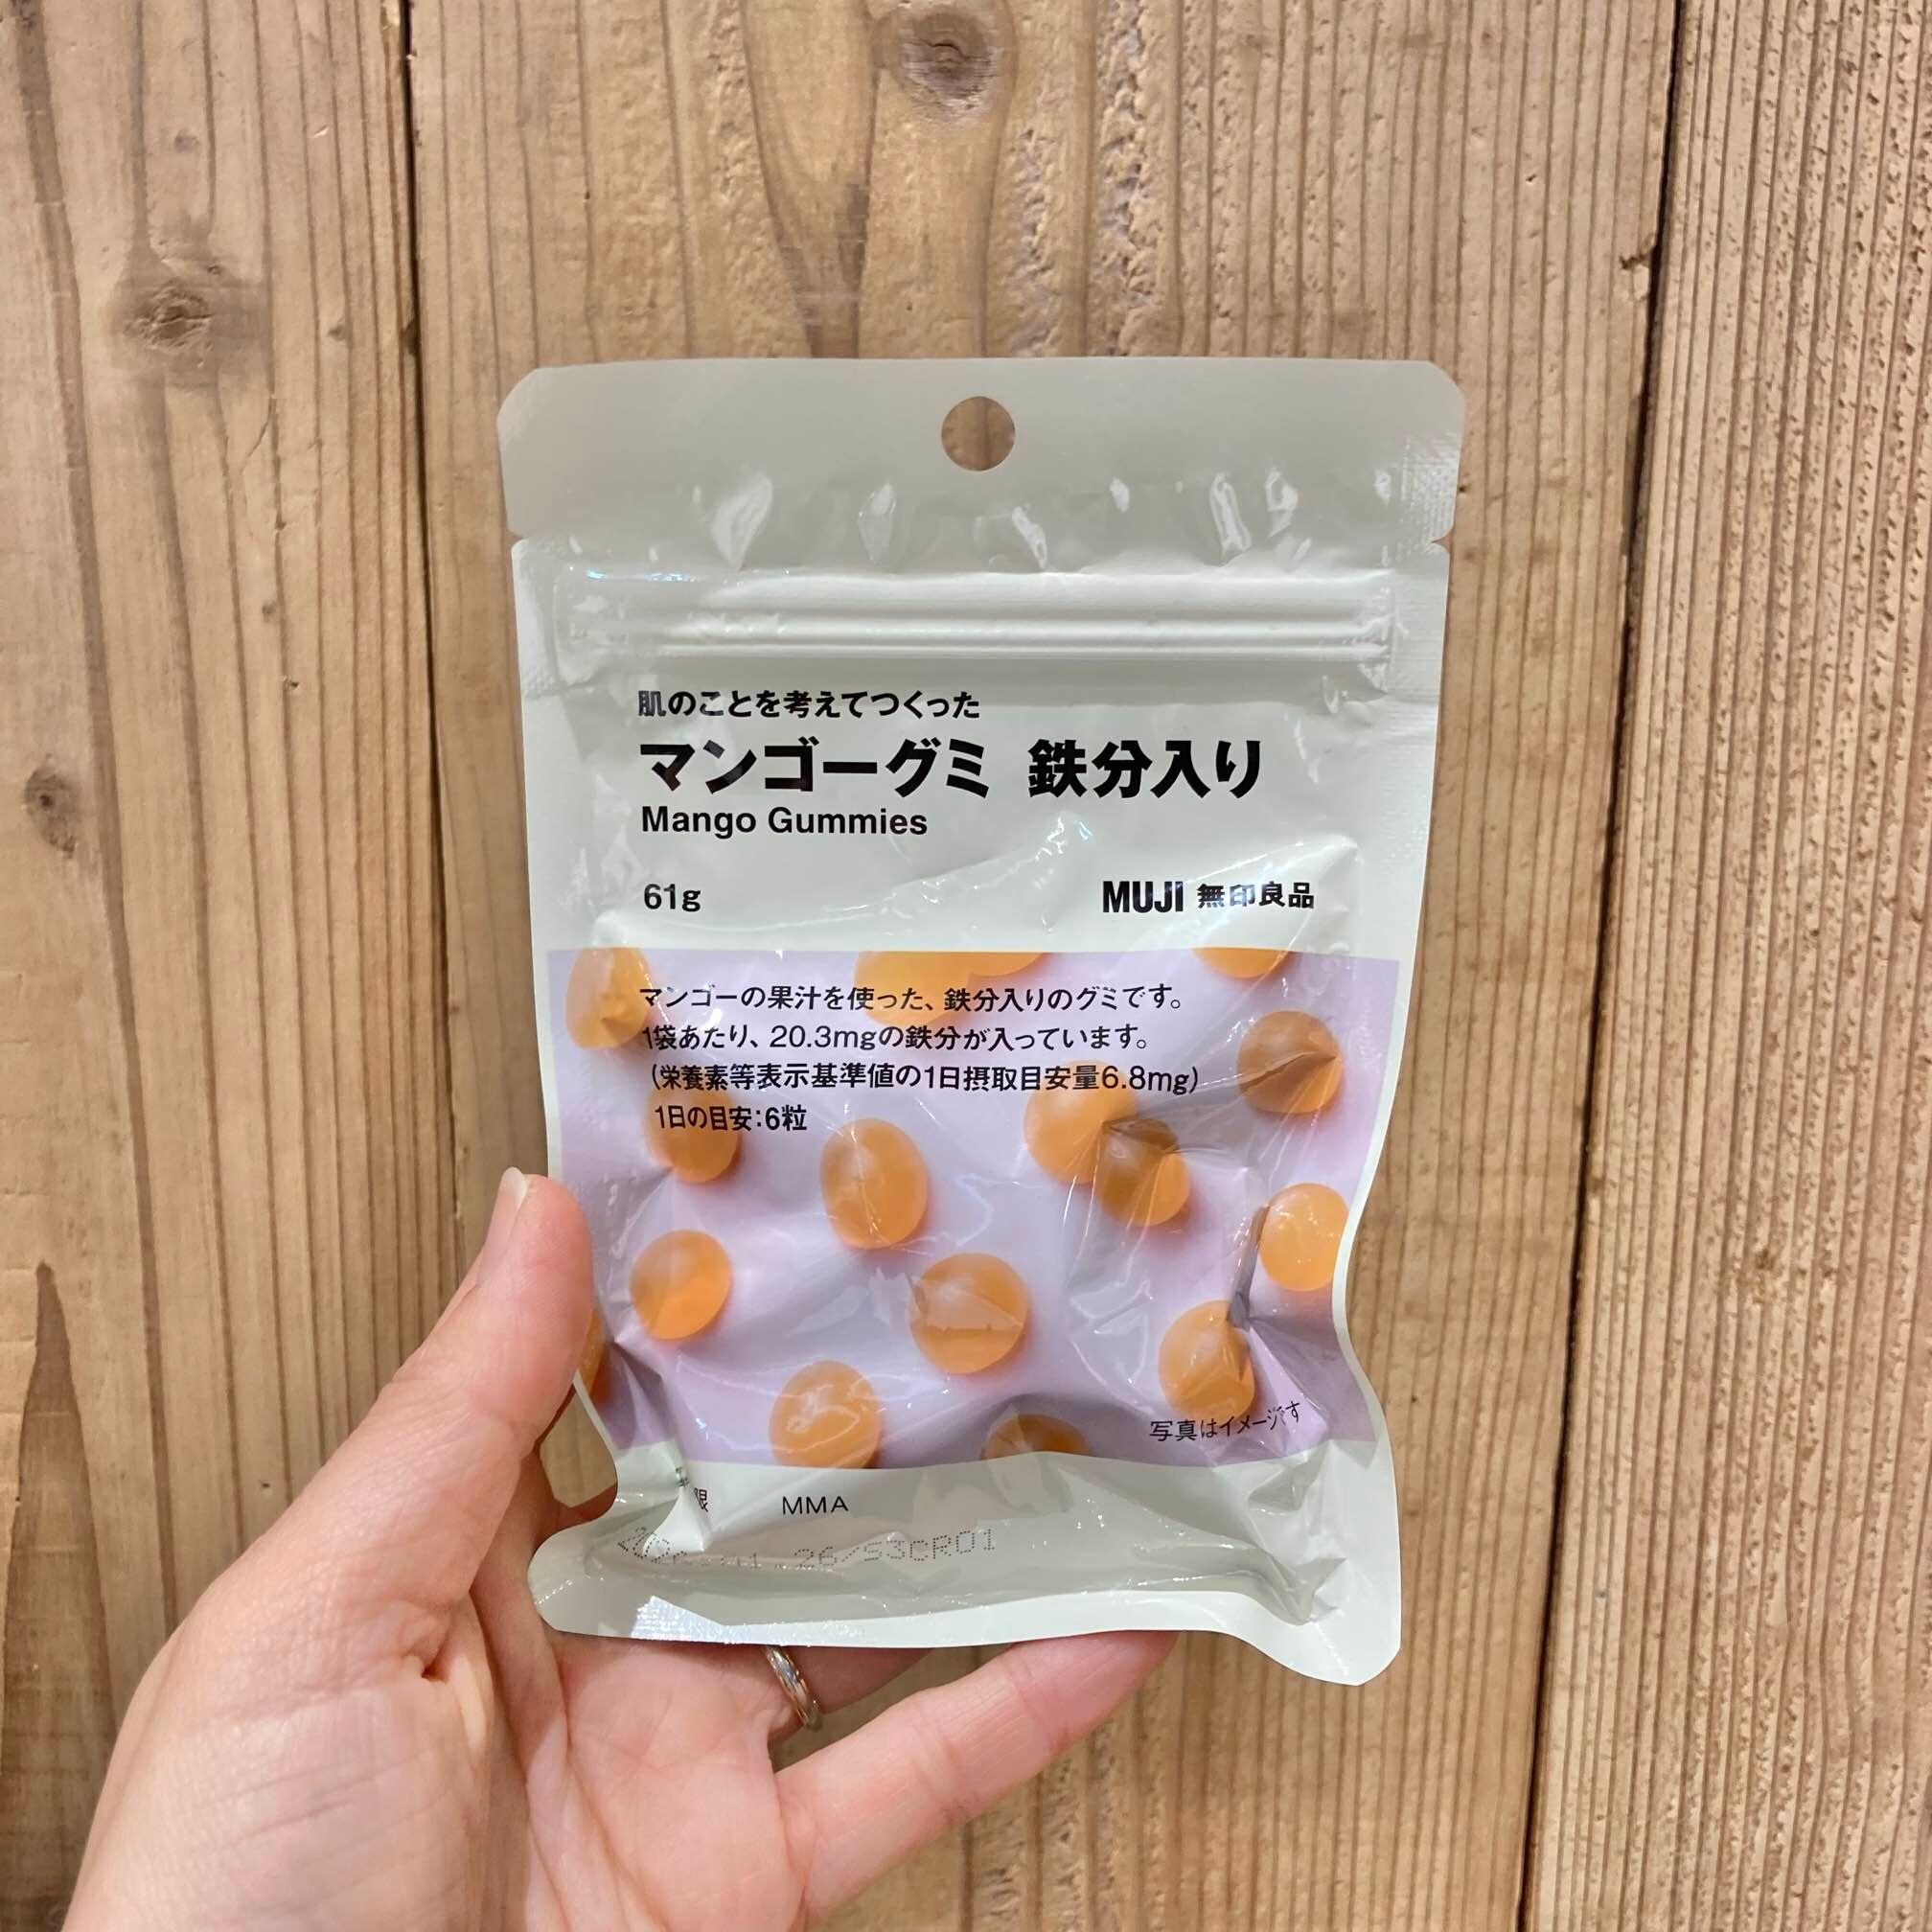 肌のことを考えてつくった
マンゴーグミ 鉄分入り
Mango Gummies
61g
MUJI 無印良品
マンゴーの果汁を使った、鉄分入りのグミです。
1袋あたり、20.3mgの鉄分が入っています。
(栄養素等表示基準値の1日摂取目安量6.8mg)
1日の目安:6粒
写真はイメージです
限 MMA
26/S3CR01